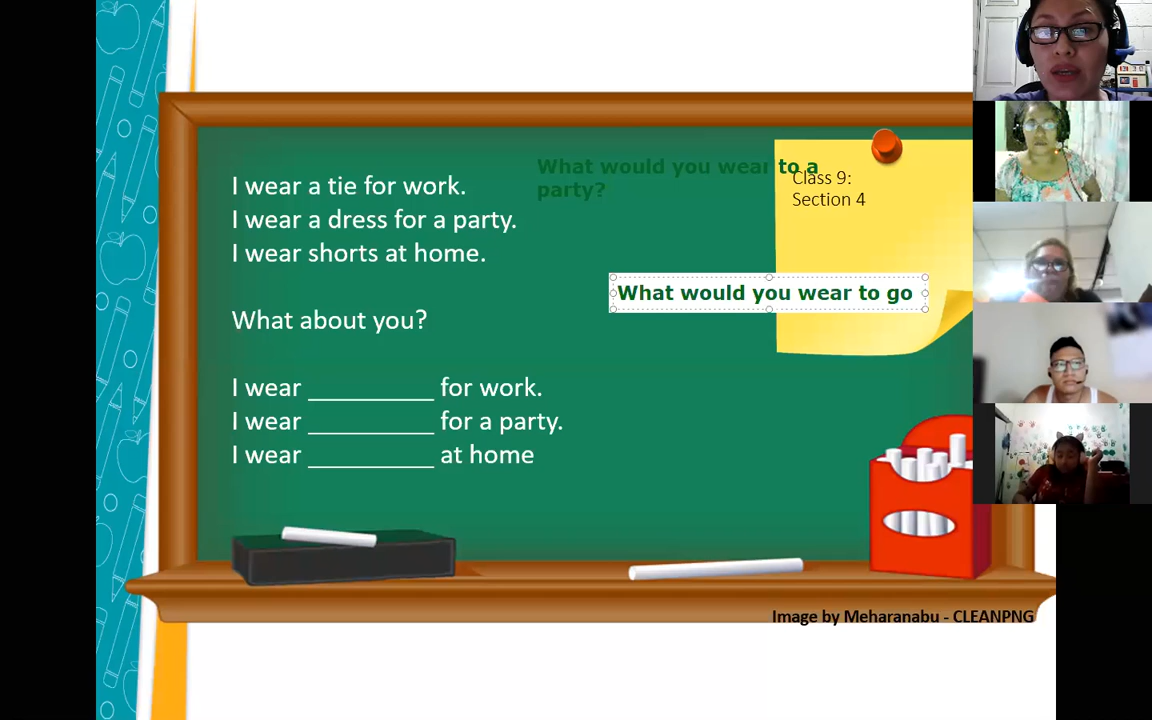 I wear a tie for work.
I wear a dress for a party.
I wear shorts at home.
What about you?
I wear __________ for work.
I wear __________ for a party.
I wear __________ at home
What would you wear to a
party?
Class 9:
Section 4
What would you wear to go
Image by Meharanabu - CLEANPNG